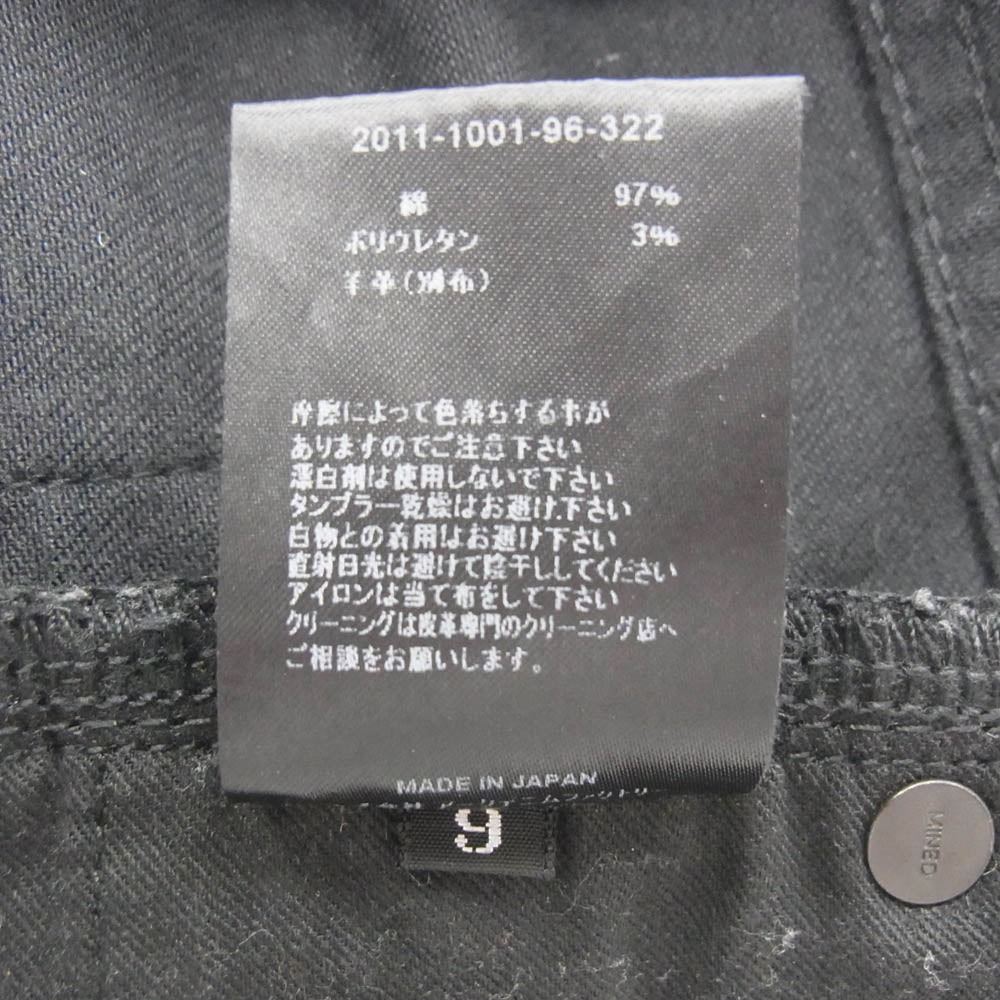 2011-1001-96-322
綿 97%
ポリウレタン 3%
羊革(別布)
摩擦によって色落ちする事が
ありますのでご注意下さい
漂白剤は使用しないで下さい
タンブラー乾燥はお避け下さい
白物との着用はお避け下さい
直射日光は避けて陰干ししてください
アイロンは当て布をして下さい
クリーニングは皮革専門のクリーニング店へ
ご相談をお願いします。
MADE IN JAPAN
9
MINED